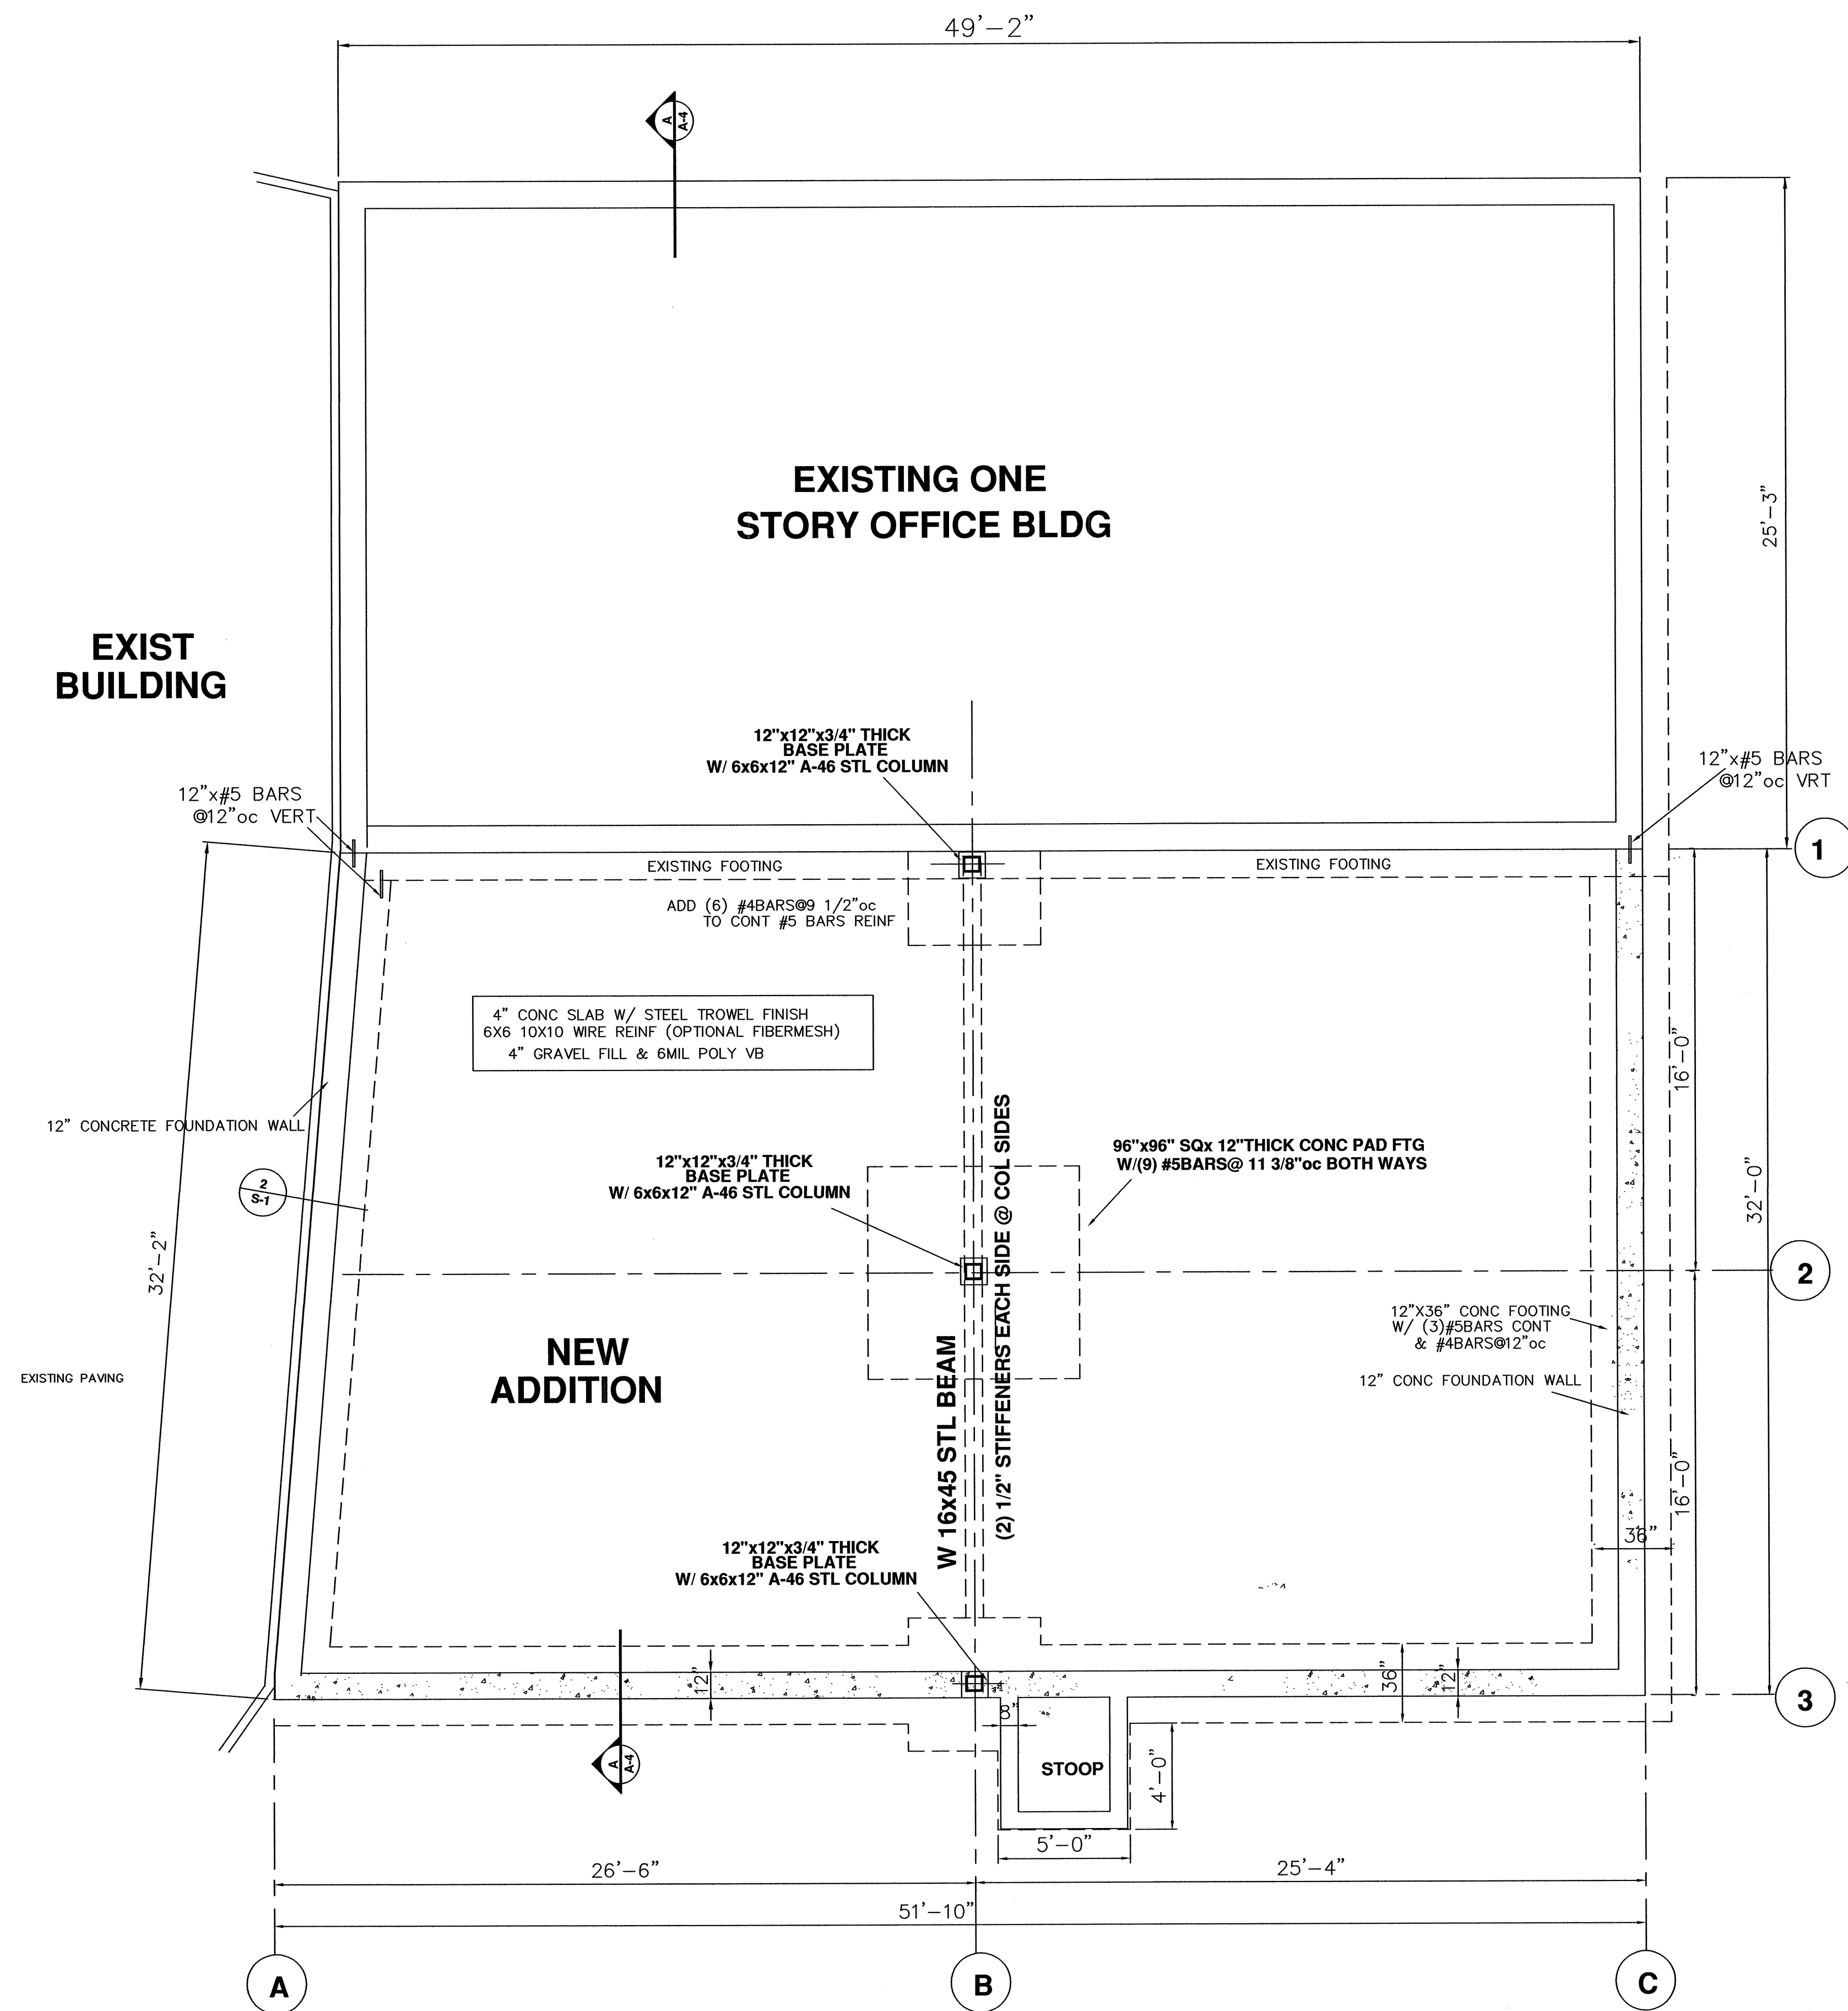 49'-2"
A
A-4
EXISTING ONE
STORY OFFICE BLDG
25'-3"
EXIST
BUILDING
12"x12"x3/4" THICK
BASE PLATE
W/ 6x6x12" A-46 STL COLUMN
12"x#5 BARS
@12"oc VRT
12"x#5 BARS
@12"oc VERT
1
EXISTING FOOTING
EXISTING FOOTING
ADD (6) #4BARS@9 1/2"oc
TO CONT #5 BARS REINF
4" CONC SLAB W/ STEEL TROWEL FINISH
6X6 10X10 WIRE REINF (OPTIONAL FIBERMESH)
4" GRAVEL FILL & 6MIL POLY VB
16'-0"
12" CONCRETE FOUNDATION WALL
96"x96" SQx 12"THICK CONC PAD FTG
W/(9) #5BARS@ 11 3/8"oc BOTH WAYS
12"x12"x3/4" THICK
BASE PLATE
W/ 6x6x12" A-46 STL COLUMN
2
S-1
32'-0"
32'-2"
2
12"X36" CONC FOOTING
W/ (3)#5BARS CONT
& #4BARS@12"oc
NEW
ADDITION
EXISTING PAVING
12" CONC FOUNDATION WALL
W 16x45 STL BEAM
(2) 1/2" STIFFENERS EACH SIDE @ COL SIDES
16'-0"
36"
12"x12"x3/4" THICK
BASE PLATE
W/ 6x6x12" A-46 STL COLUMN
12"
36"
12"
3
8"
A
A-4
STOOP
4'-0"
5'-0"
26'-6"
25'-4"
51'-10"
A
B
C